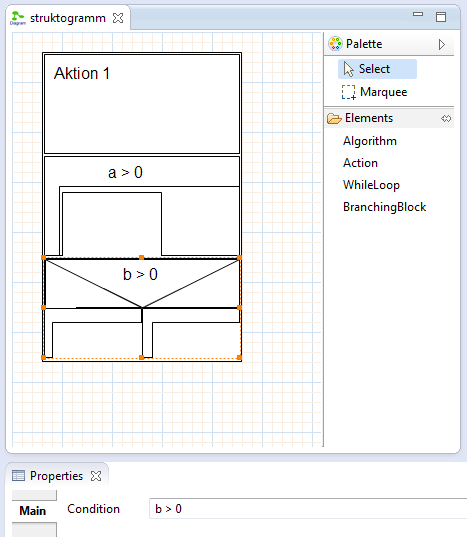 struktogramm
Diagram
Aktion 1
a > 0
b > 0
Palette
Select
Marquee
Elements
Algorithm
Action
WhileLoop
BranchingBlock
Properties
Main
Condition
b > 0